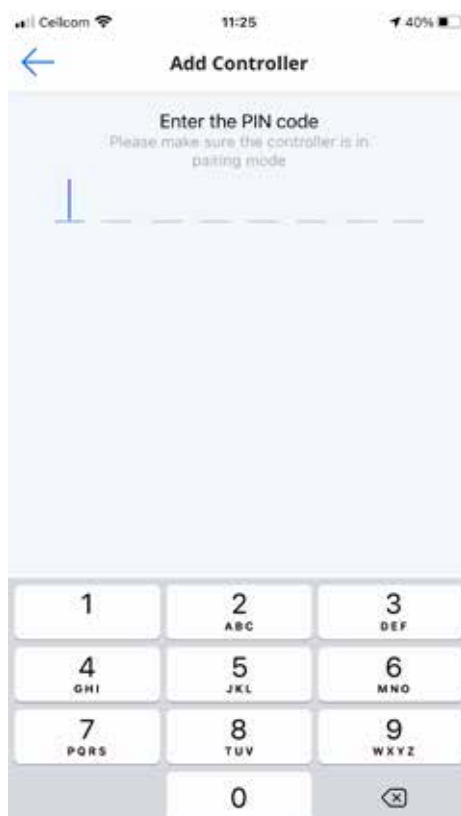 Cellcom 11:25 40%
Add Controller
Enter the PIN code
Please make sure the controller is in
pairing mode
1 2 3
ABC DEF
4 5 6
GHI JKL MNO
7 8 9
PQRS TUV WXYZ
0